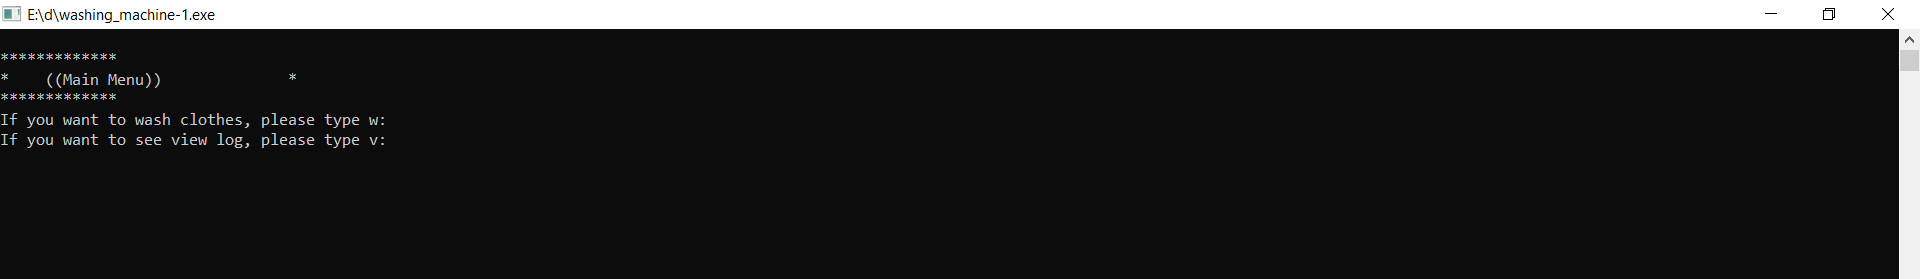 E:\d\washing_machine-1.exe
*************
*    ((Main Menu))              *
*************
If you want to wash clothes, please type w:
If you want to see view log, please type v: